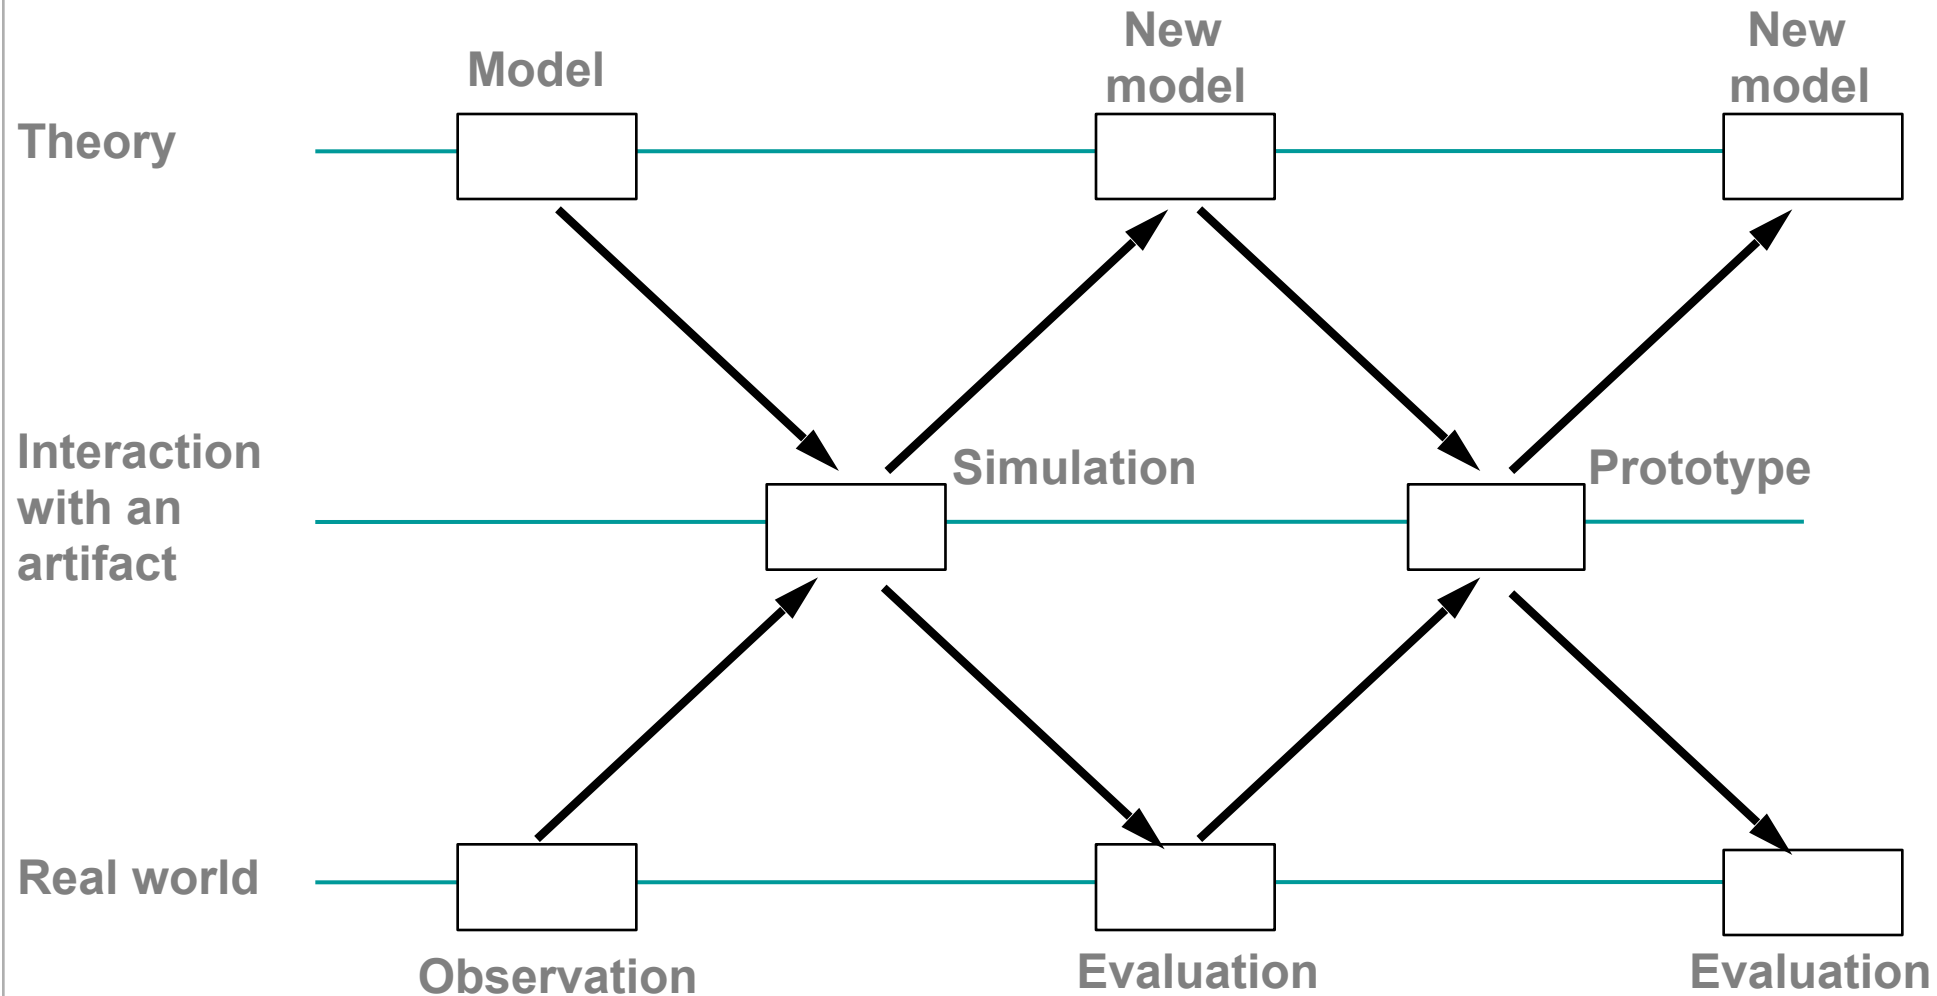 New
New
Model
model
model
Theory
Interaction
with an
artifact
Simulation
Prototype
Real world
Observation
Evaluation
Evaluation